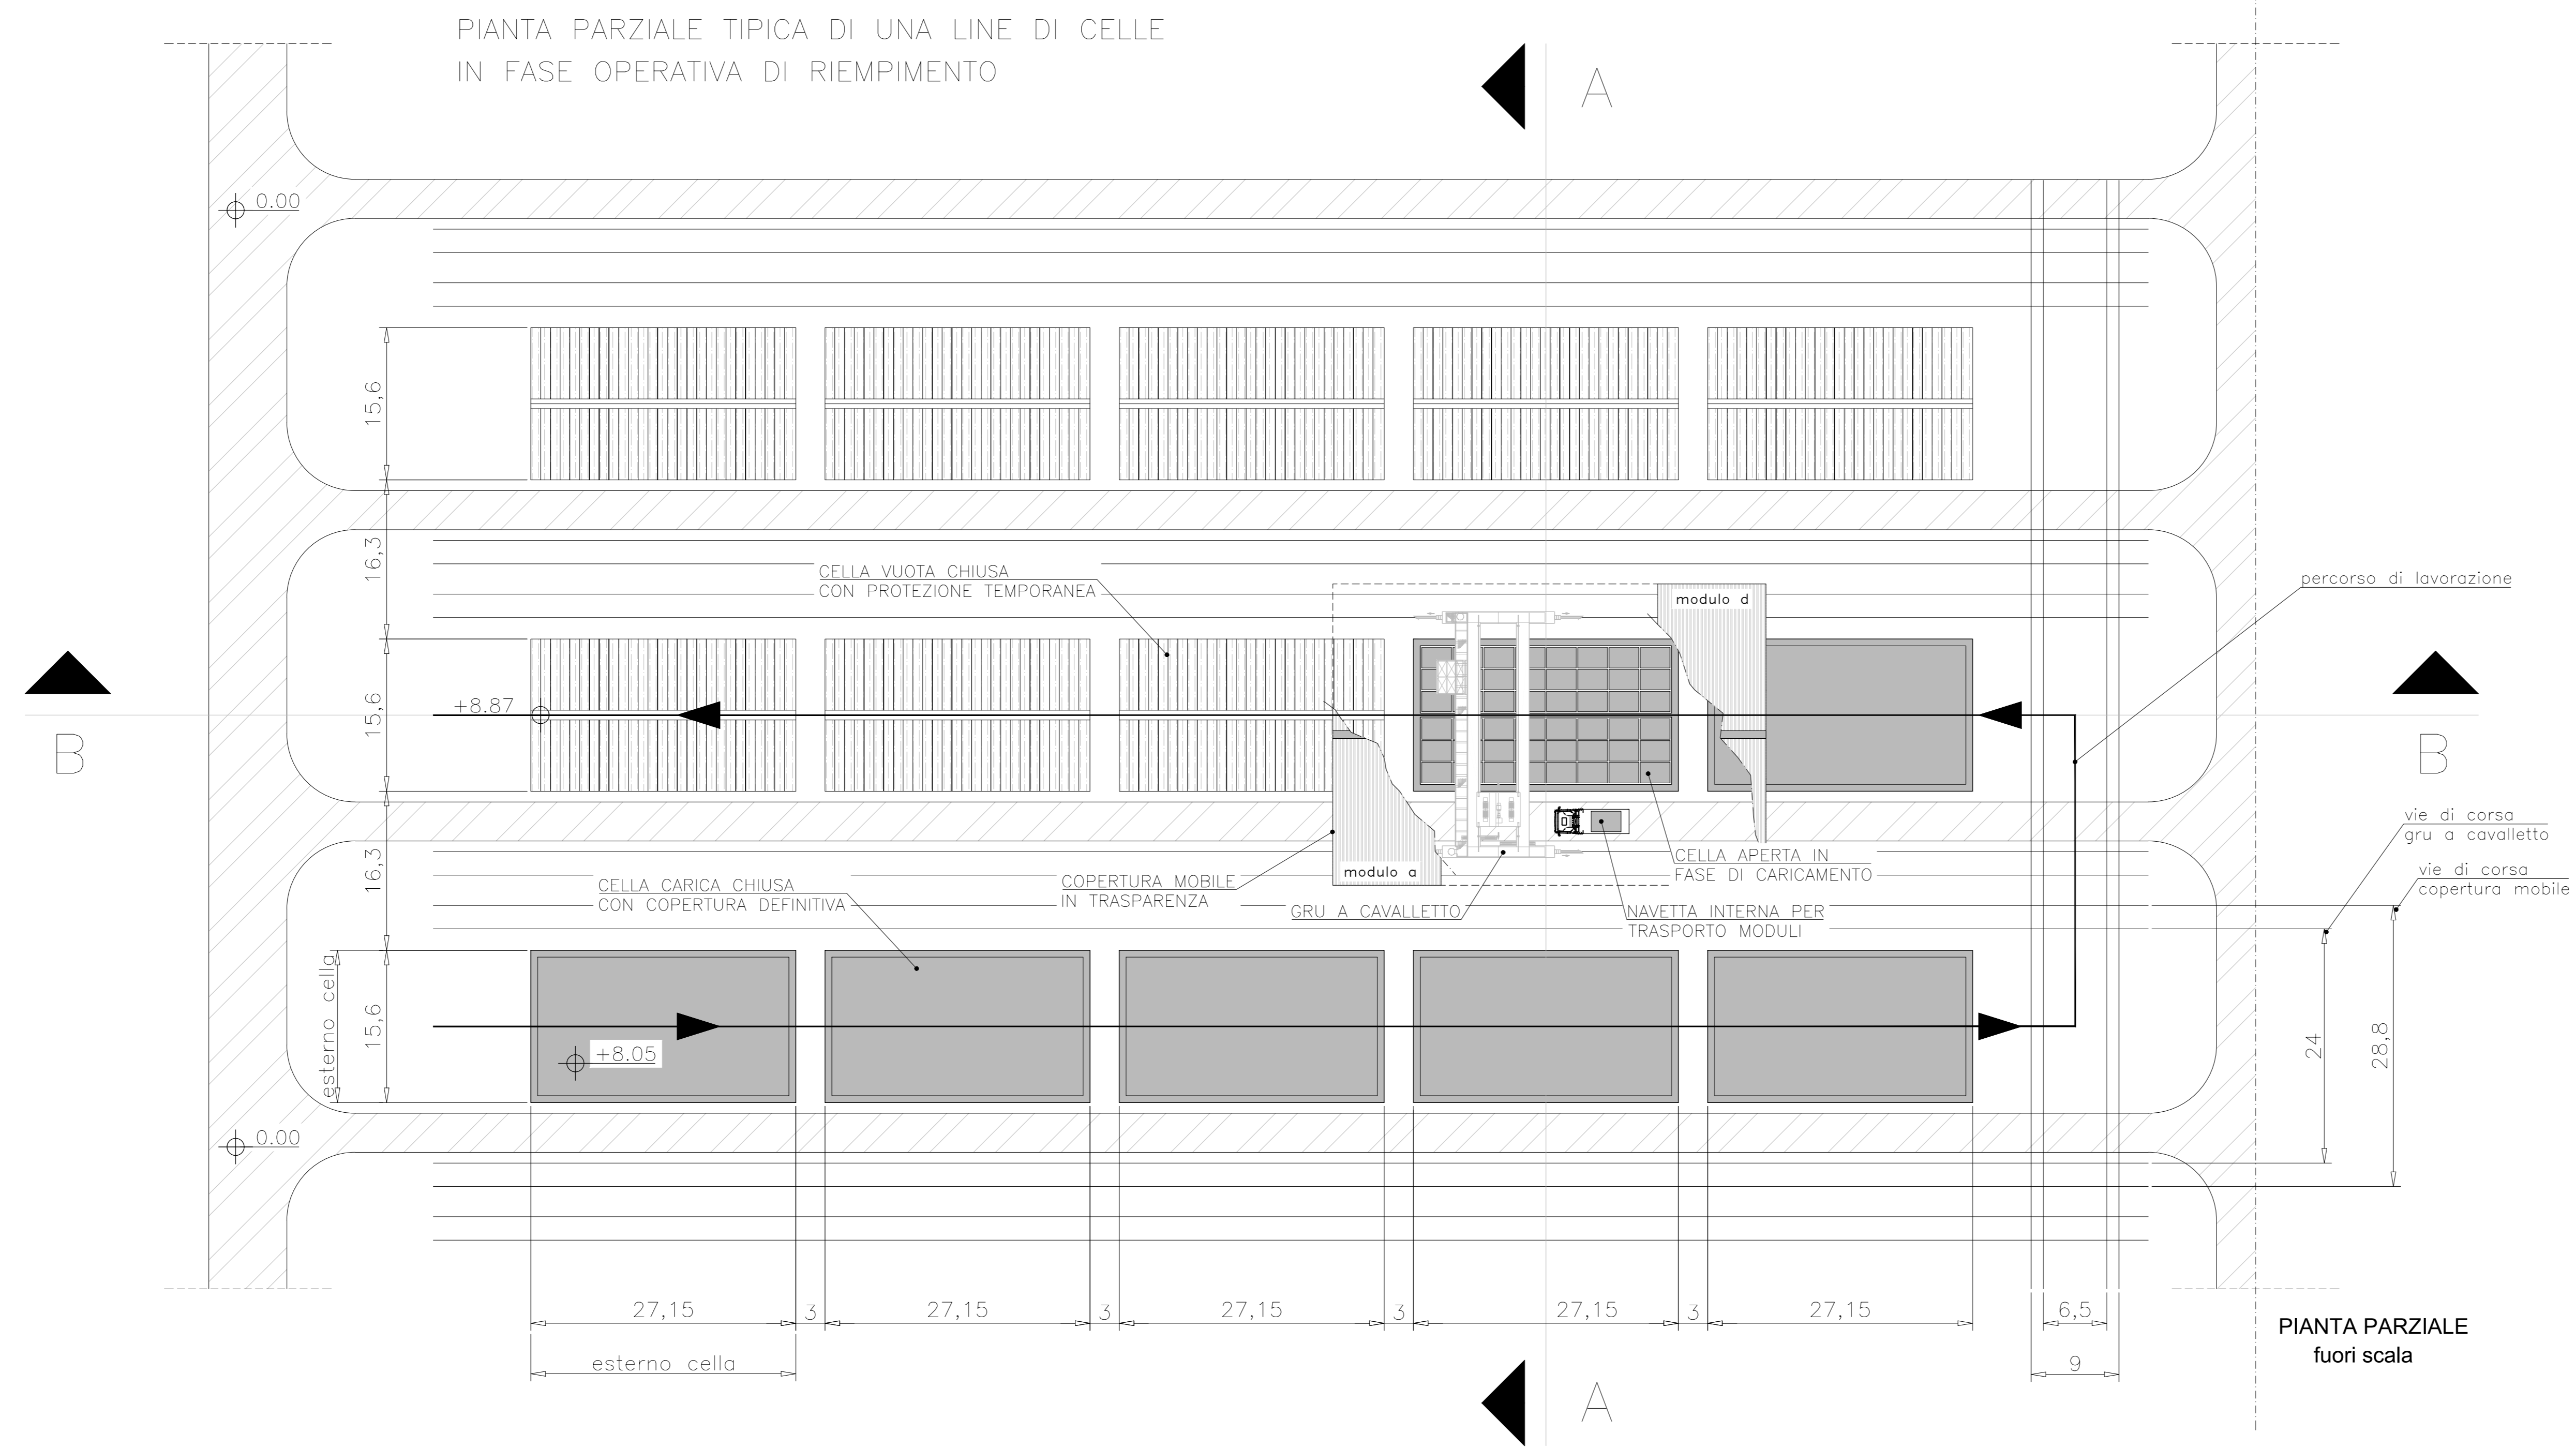 PIANTA PARZIALE TIPICA DI UNA LINE DI CELLE
IN FASE OPERATIVA DI RIEMPIMENTO
A
0.00
15,6
16,3
CELLA VUOTA CHIUSA
CON PROTEZIONE TEMPORANEA
modulo d
percorso di lavorazione
+8.87
15,6
B
B
vie di corsa
gru a cavalletto
vie di corsa
copertura mobile
16,3
CELLA CARICA CHIUSA
CON COPERTURA DEFINITIVA
COPERTURA MOBILE
IN TRASPARENZA
modulo a
GRU A CAVALLETTO
CELLA APERTA IN
FASE DI CARICAMENTO
NAVETTA INTERNA PER
TRASPORTO MODULI
esterno cella
15,6
+8.05
24
28,8
0.00
27,15
3
27,15
3
27,15
3
27,15
3
27,15
6,5
esterno cella
9
PIANTA PARZIALE
fuori scala
A